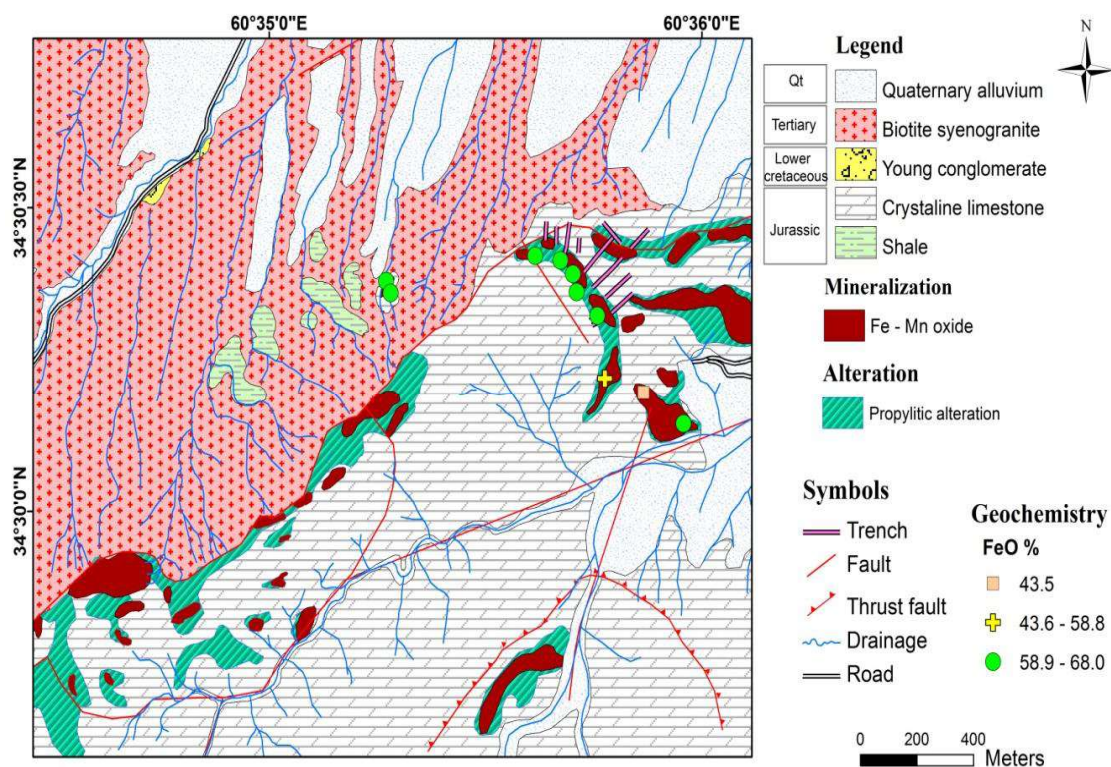 60°35'0"E
60°36'0"E
N
34°30'30"N
34°30'0"N
Legend
Qt
Quaternary alluvium
Tertiary
Biotite syenogranite
Lower
cretaceous
Young conglomerate
Jurassic
Crystaline limestone
Shale
Mineralization
Fe - Mn oxide
Alteration
Propylitic alteration
Symbols
Trench
Fault
Thrust fault
Drainage
Road
Geochemistry
FeO %
43.5
43.6 - 58.8
58.9 - 68.0
0 200 400
Meters